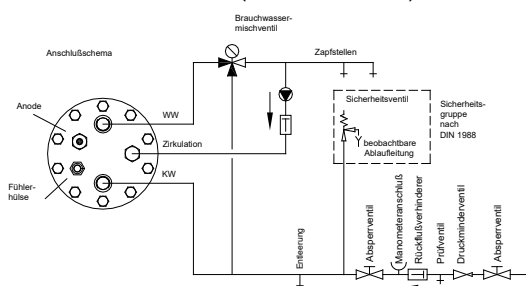 Brauchwasser-
mischventil
Anschlußschema
Zapfstellen
Anode
WW
Sicherheitsventil
Sicherheits-
gruppe
nach
DIN 1988
beobachtbare
Ablaufleitung
Zirkulation
KW
Fühler-
hülse
Entleerung
Absperrventil
Manometeranschluß
Rückflußverhinderer
Prüfventil
Druckminderventil
Absperrventil